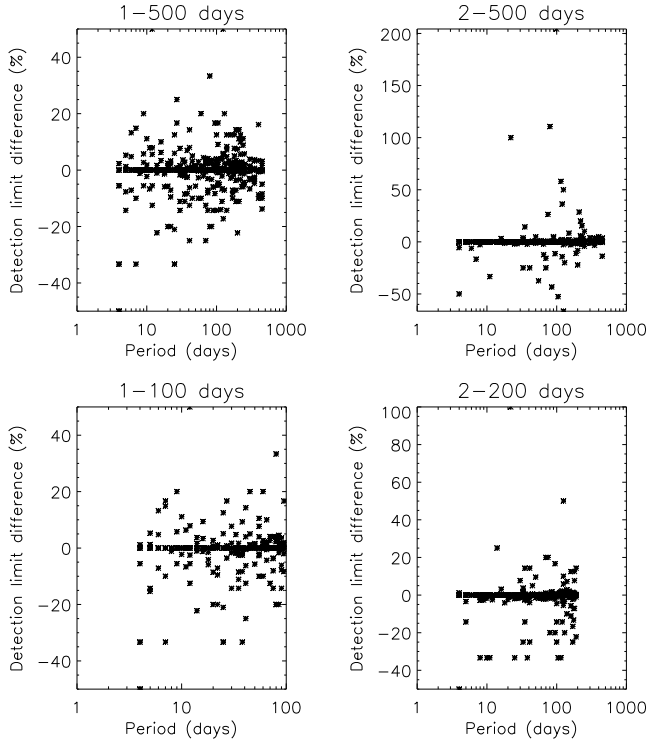 1−500 days
Detection limit difference (%)
40
20
0
−20
−40
1 10 100 1000
Period (days)
2−500 days
Detection limit difference (%)
200
150
100
50
0
−50
1 10 100 1000
Period (days)
1−100 days
Detection limit difference (%)
40
20
0
−20
−40
1 10 100
Period (days)
2−200 days
Detection limit difference (%)
100
80
60
40
20
0
−20
−40
1 10 100 1000
Period (days)